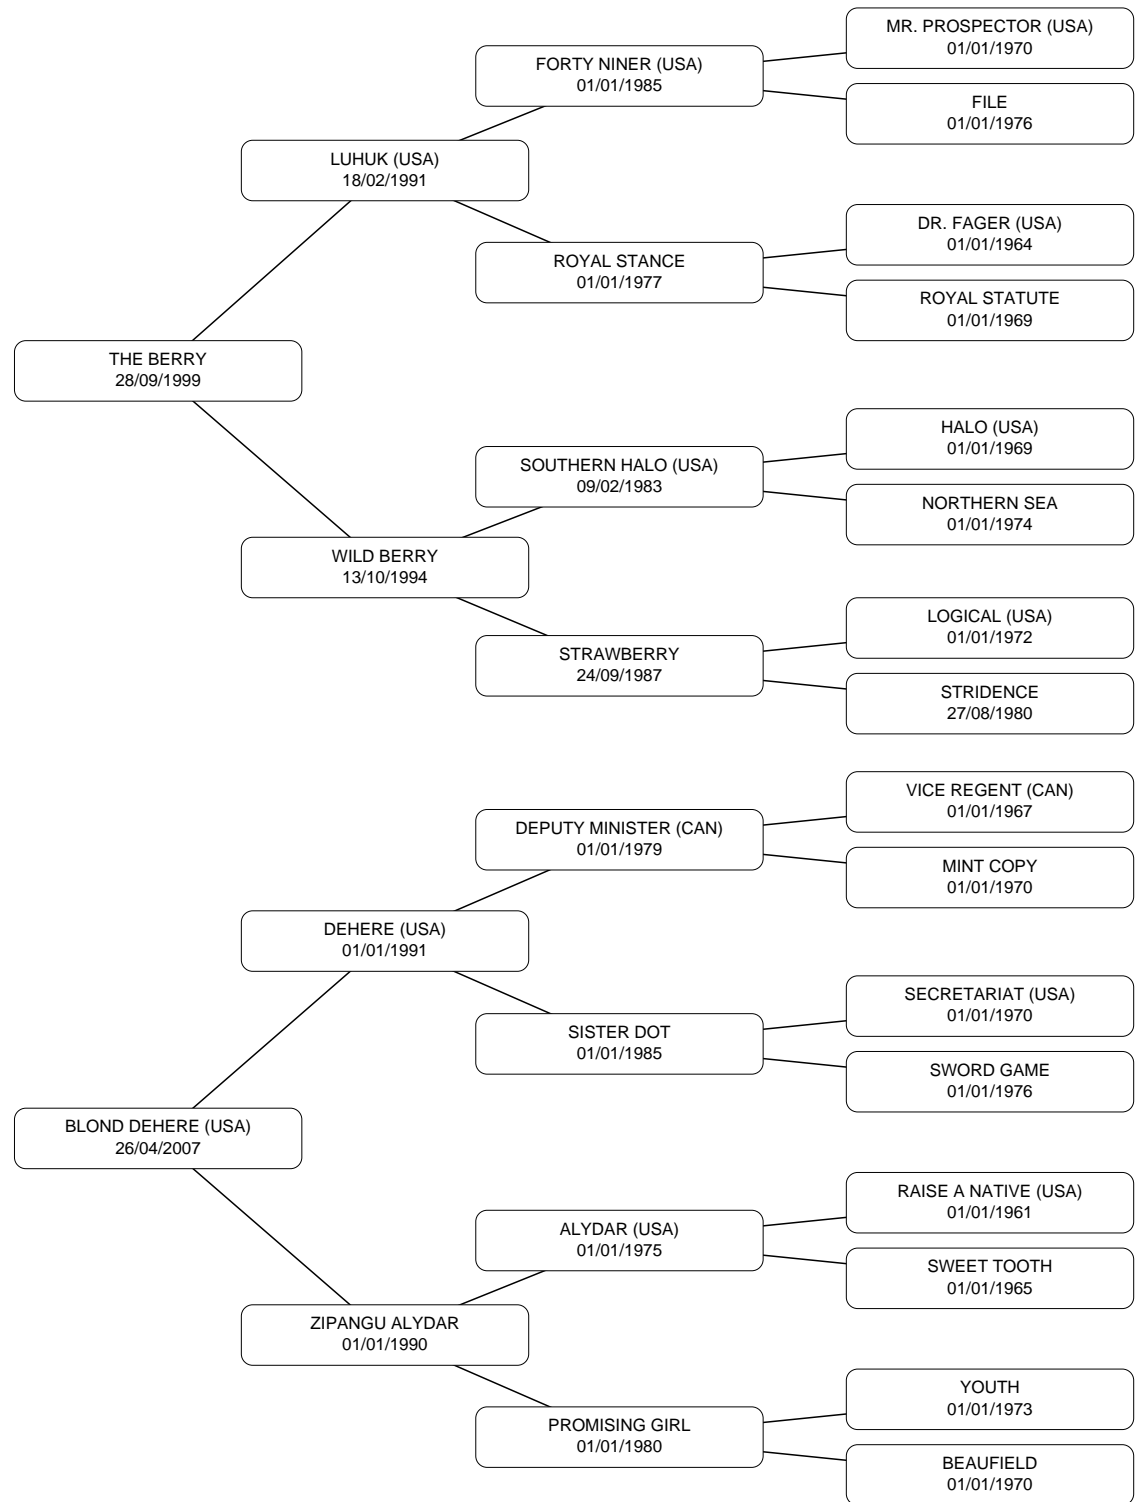 MR. PROSPECTOR (USA)
01/01/1970
FORTY NINER (USA)
01/01/1985
FILE
01/01/1976
LUHUK (USA)
18/02/1991
DR. FAGER (USA)
01/01/1964
ROYAL STANCE
01/01/1977
ROYAL STATUTE
01/01/1969
THE BERRY
28/09/1999
HALO (USA)
01/01/1969
SOUTHERN HALO (USA)
09/02/1983
NORTHERN SEA
01/01/1974
WILD BERRY
13/10/1994
LOGICAL (USA)
01/01/1972
STRAWBERRY
24/09/1987
STRIDENCE
27/08/1980
VICE REGENT (CAN)
01/01/1967
DEPUTY MINISTER (CAN)
01/01/1979
MINT COPY
01/01/1970
DEHERE (USA)
01/01/1991
SECRETARIAT (USA)
01/01/1970
SISTER DOT
01/01/1985
SWORD GAME
01/01/1976
BLOND DEHERE (USA)
26/04/2007
RAISE A NATIVE (USA)
01/01/1961
ALYDAR (USA)
01/01/1975
SWEET TOOTH
01/01/1965
ZIPANGU ALYDAR
01/01/1990
YOUTH
01/01/1973
PROMISING GIRL
01/01/1980
BEAUFIELD
01/01/1970